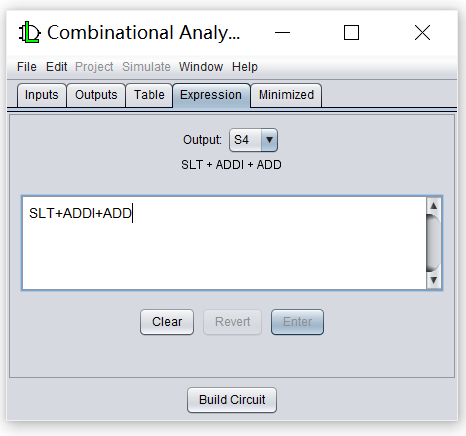 Combinational Analy...
File Edit Project Simulate Window Help
Inputs Outputs Table Expression Minimized
Output: S4
SLT + ADDI + ADD
SLT+ADDI+ADD
Clear Revert Enter
Build Circuit